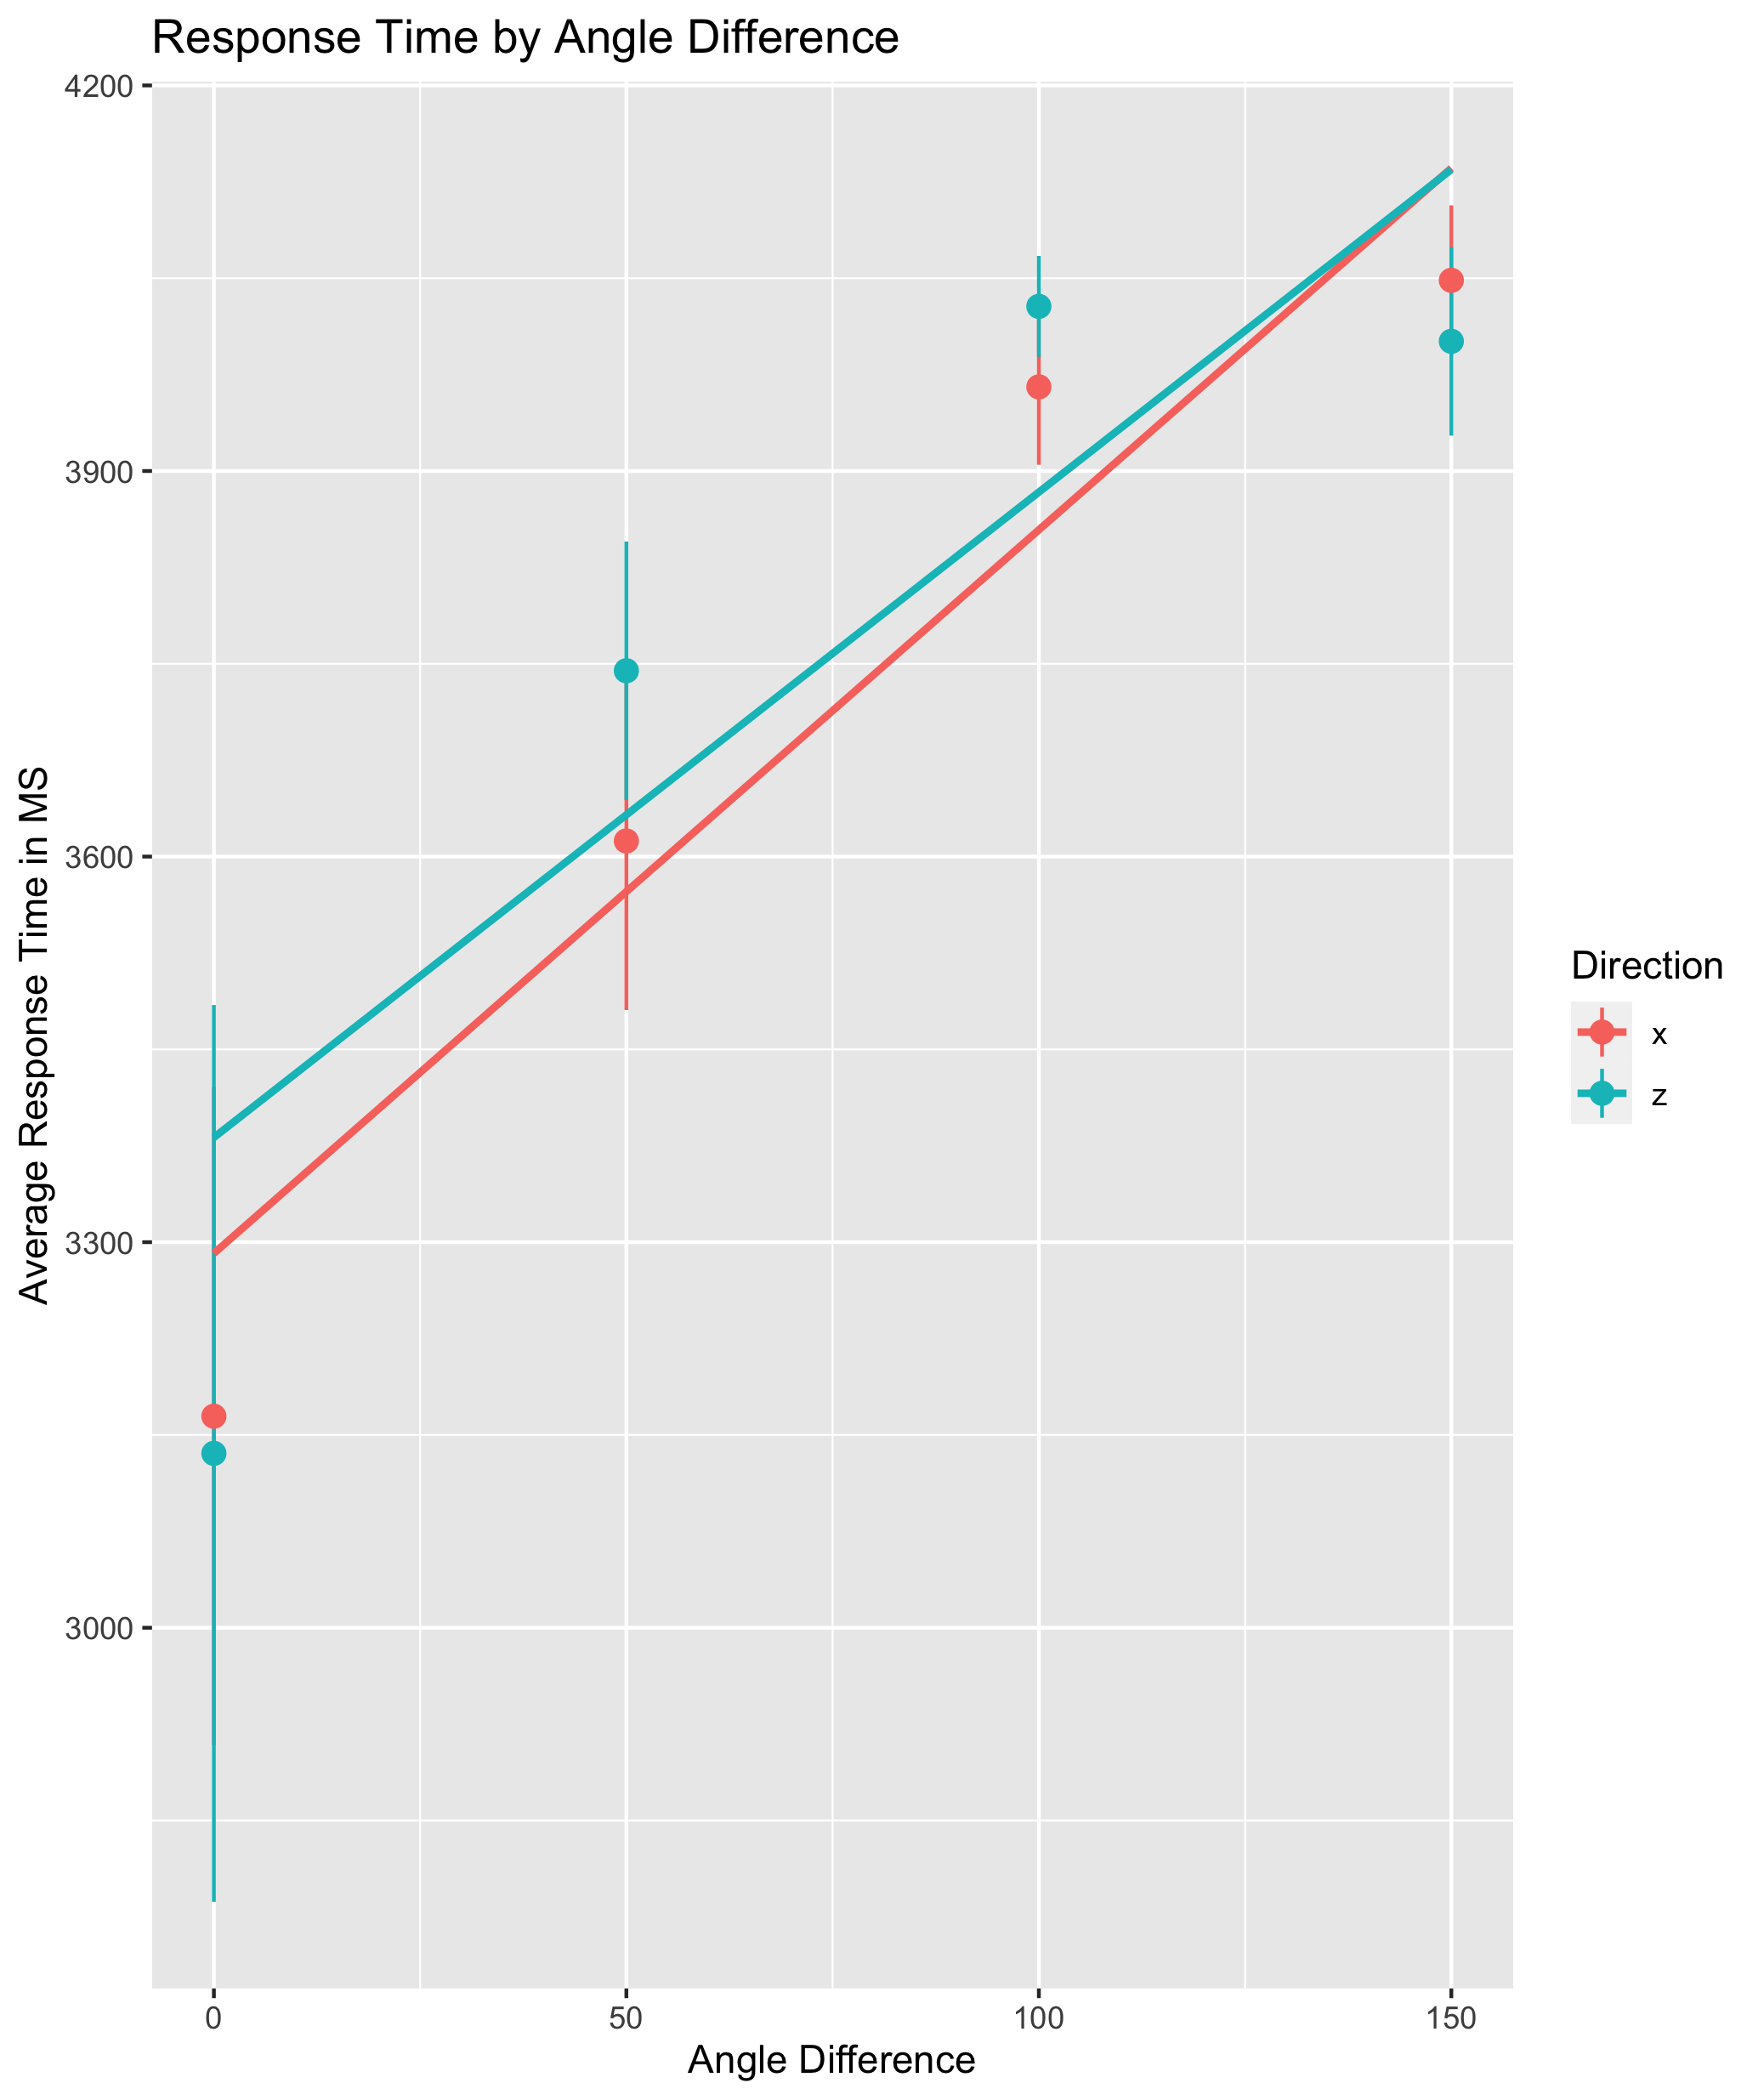 Response Time by Angle Difference
4200
3900
3600
3300
3000
Average Response Time in MS
0 50 100 150
Angle Difference
Direction
x
z